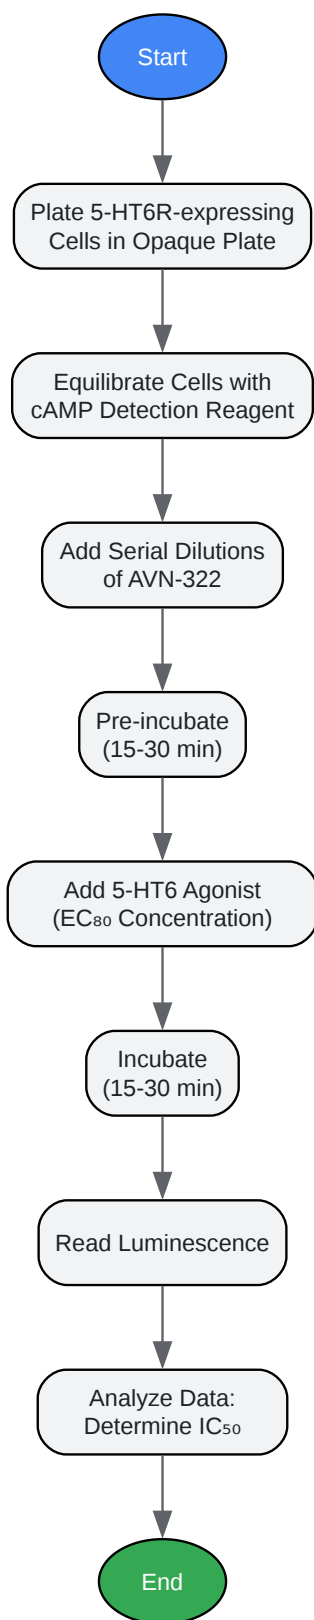 Start
Plate 5-HT6R-expressing
Cells in Opaque Plate
Equilibrate Cells with
cAMP Detection Reagent
Add Serial Dilutions
of AVN-322
Pre-incubate
(15-30 min)
Add 5-HT6 Agonist
(EC₈₀ Concentration)
Incubate
(15-30 min)
Read Luminescence
Analyze Data:
Determine IC₅₀
End